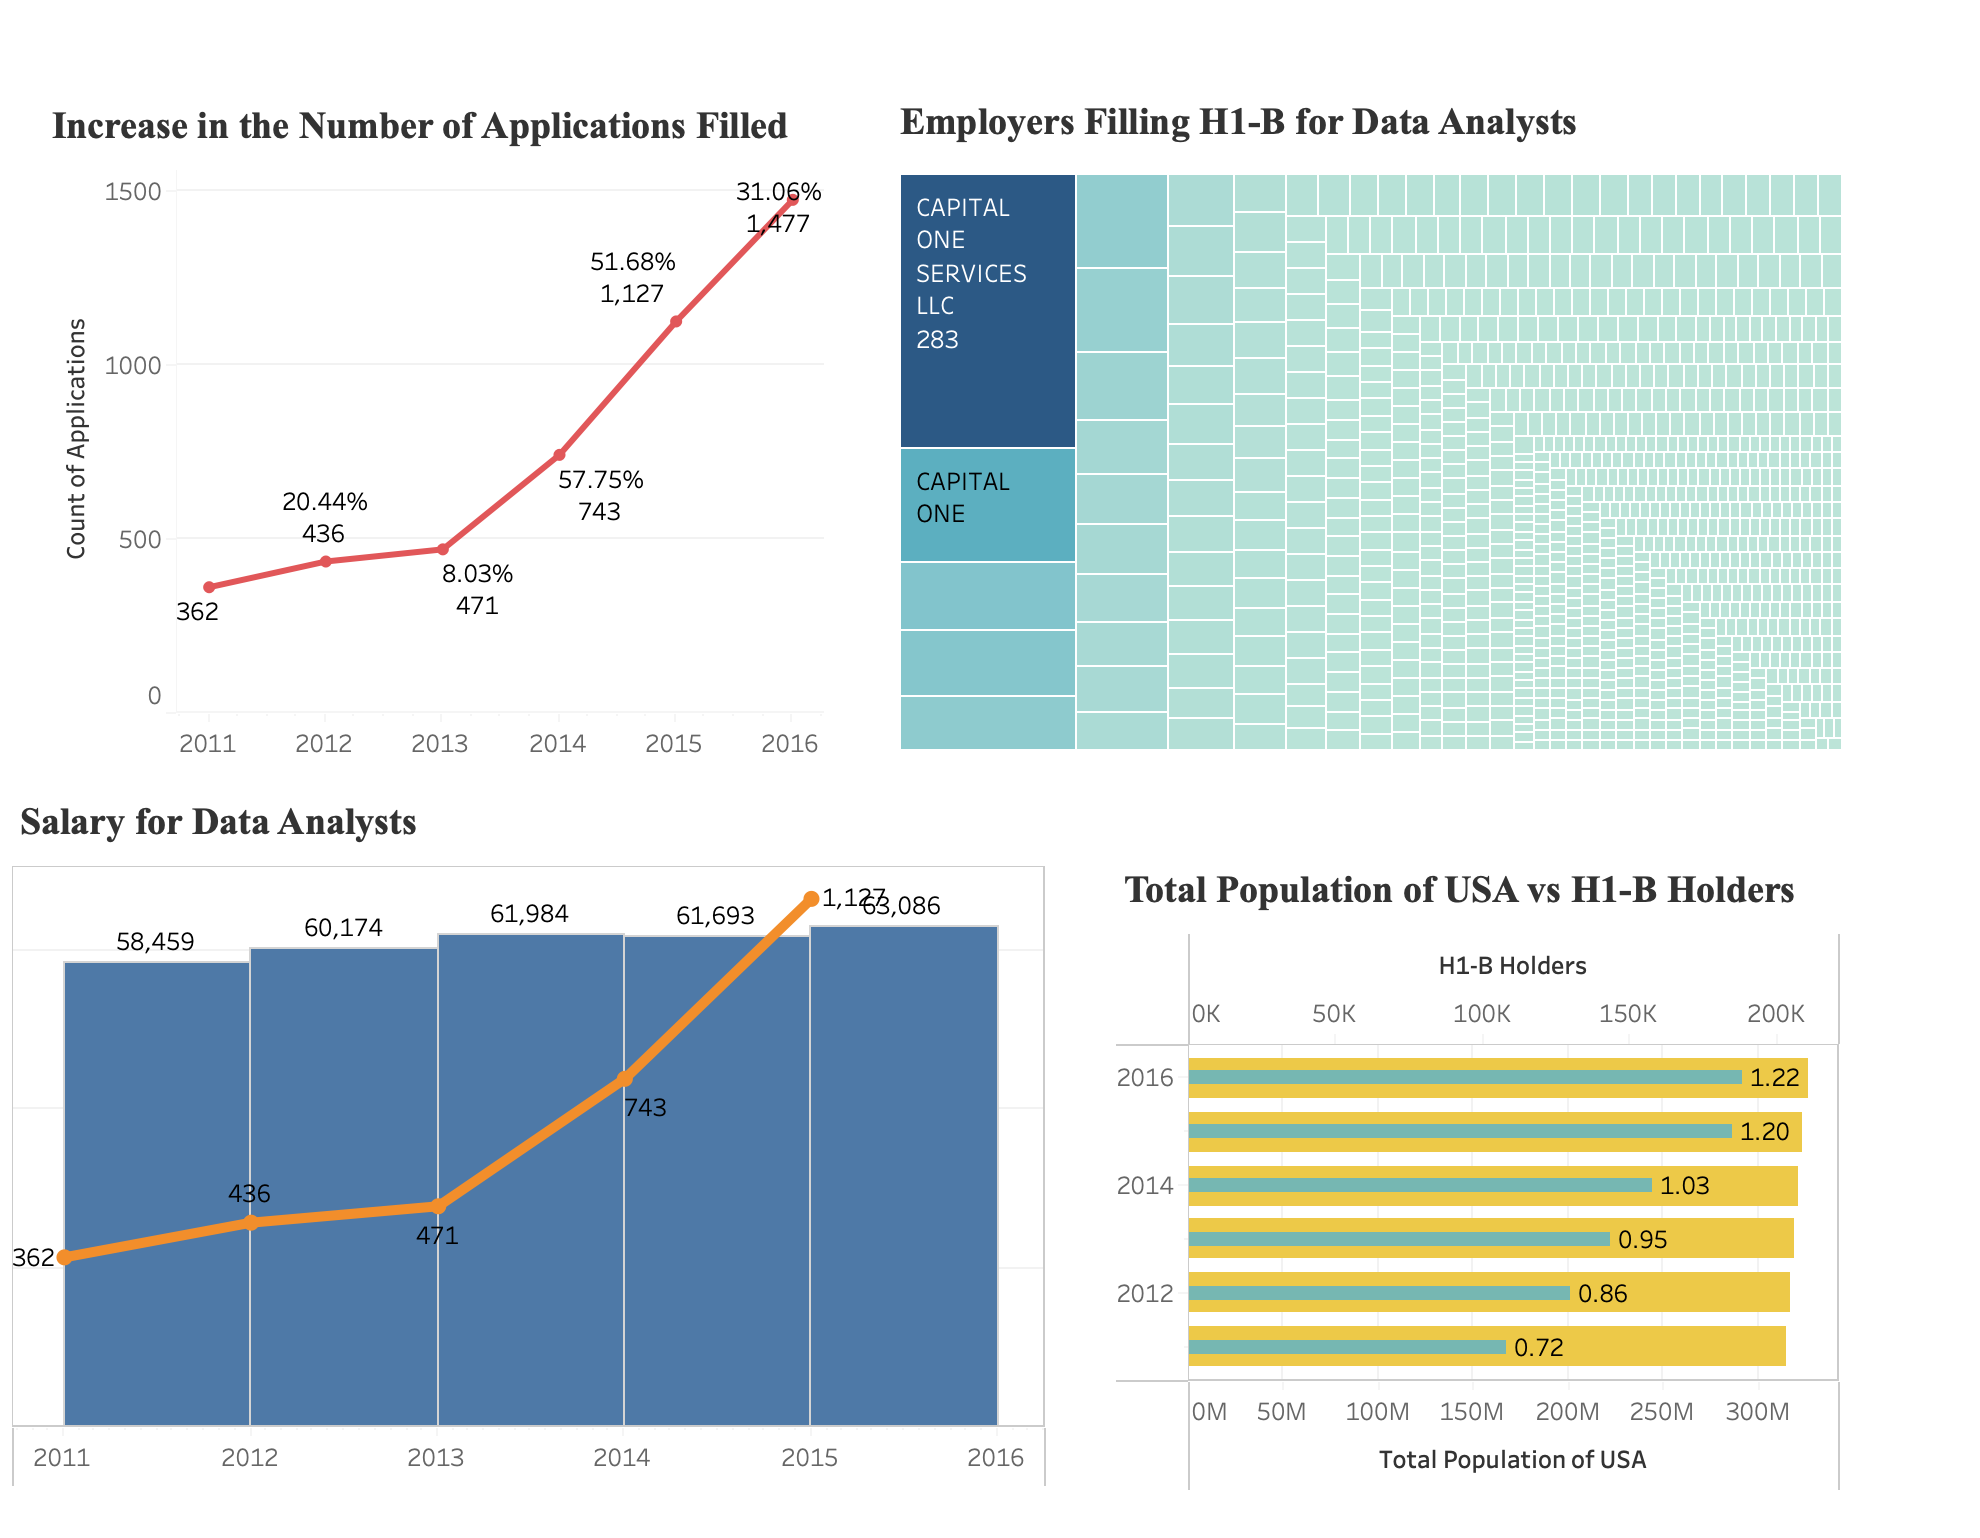 Increase in the Number of Applications Filled
1500
1000
500
0
Count of Applications
362
20.44%
436
8.03%
471
57.75%
743
51.68%
1,127
31.06%
1,477
2011 2012 2013 2014 2015 2016
Employers Filling H1-B for Data Analysts
CAPITAL
ONE
SERVICES
LLC
283
CAPITAL
ONE
Salary for Data Analysts
58,459 60,174 61,984 61,693 63,086
362 436 471 743 1,127
2011 2012 2013 2014 2015 2016
Total Population of USA vs H1-B Holders
H1-B Holders
0K 50K 100K 150K 200K
2016 1.22
1.20
2014 1.03
0.95
2012 0.86
0.72
0M 50M 100M 150M 200M 250M 300M
Total Population of USA